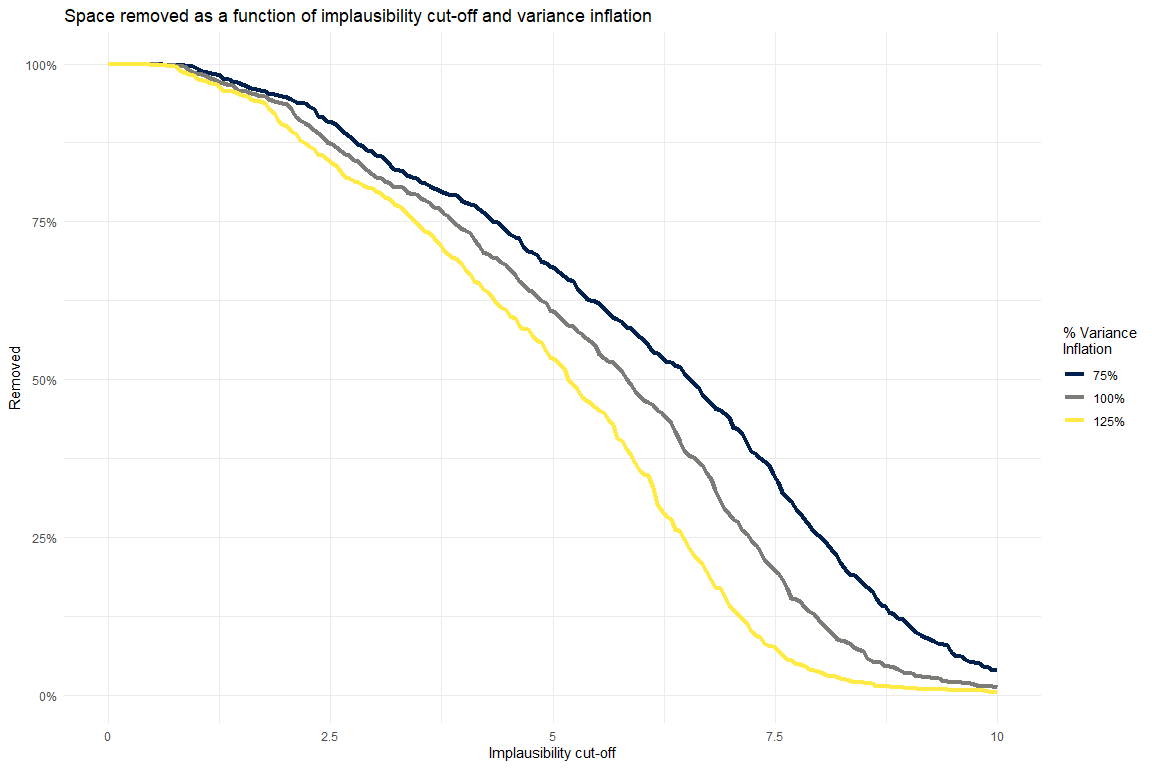 Space removed as a function of implausibility cut-off and variance inflation
100%
75%
50%
25%
0%
Removed
0
2.5
5
7.5
10
Implausibility cut-off
% Variance
Inflation
75%
100%
125%